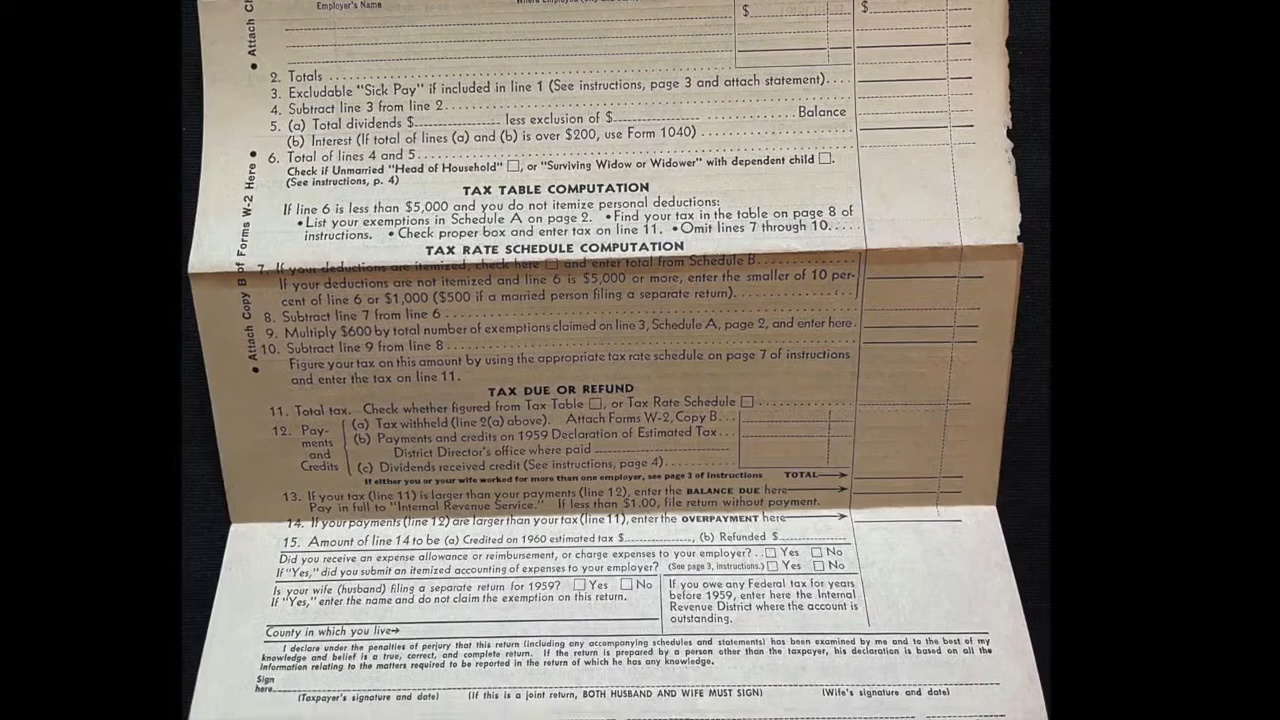 Employer's Name
$ $
• Attach Copy B of Forms W-2 Here •
• Attach
2. Totals
3. Excludable "Sick Pay" if included in line 1 (See instructions, page 3 and attach statement)....
4. Subtract line 3 from line 2
5. (a) Total dividends $ less exclusion of $ Balance
(b) Interest (If total of lines (a) and (b) is over $200, use Form 1040)
6. Total of lines 4 and 5
Check if Unmarried "Head of Household" ☐, or "Surviving Widow or Widower" with dependent child ☐.
(See instructions, p. 4)
TAX TABLE COMPUTATION
If line 6 is less than $5,000 and you do not itemize personal deductions:
• List your exemptions in Schedule A on page 2. • Find your tax in the table on page 8 of
instructions. • Check proper box and enter tax on line 11. • Omit lines 7 through 10.....
TAX RATE SCHEDULE COMPUTATION
7. If your deductions are itemized, check here ☐ and enter total from Schedule B
If your deductions are not itemized and line 6 is $5,000 or more, enter the smaller of 10 per-
cent of line 6 or $1,000 ($500 if a married person filing a separate return)
8. Subtract line 7 from line 6
9. Multiply $600 by total number of exemptions claimed on line 3, Schedule A, page 2, and enter here.
10. Subtract line 9 from line 8
Figure your tax on this amount by using the appropriate tax rate schedule on page 7 of instructions
and enter the tax on line 11.
TAX DUE OR REFUND
11. Total tax. Check whether figured from Tax Table ☐, or Tax Rate Schedule ☐
12. Pay-
ments
and
Credits
(a) Tax withheld (line 2(a) above). Attach Forms W-2, Copy B...
(b) Payments and credits on 1959 Declaration of Estimated Tax...
District Director's office where paid
(c) Dividends received credit (See instructions, page 4)
If either you or your wife worked for more than one employer, see page 3 of instructions TOTAL→
13. If your tax (line 11) is larger than your payments (line 12), enter the BALANCE DUE here→
Pay in full to "Internal Revenue Service." If less than $1.00, file return without payment.
14. If your payments (line 12) are larger than your tax (line 11), enter the OVERPAYMENT here→
15. Amount of line 14 to be (a) Credited on 1960 estimated tax $, (b) Refunded $
Did you receive an expense allowance or reimbursement, or charge expenses to your employer?.. ☐ Yes ☐ No
If "Yes," did you submit an itemized accounting of expenses to your employer? (See page 3, instructions.) ☐ Yes ☐ No
Is your wife (husband) filing a separate return for 1959? ☐ Yes ☐ No
If "Yes," enter the name and do not claim the exemption on this return.
If you owe any Federal tax for years
before 1959, enter here the Internal
Revenue District where the account is
outstanding.
County in which you live→
I declare under the penalties of perjury that this return (including any accompanying schedules and statements) has been examined by me and to the best of my
knowledge and belief is a true, correct, and complete return. If the return is prepared by a person other than the taxpayer, his declaration is based on all the
information relating to the matters required to be reported in the return of which he has any knowledge.
Sign
here
(Taxpayer's signature and date) (If this is a joint return, BOTH HUSBAND AND WIFE MUST SIGN) (Wife's signature and date)